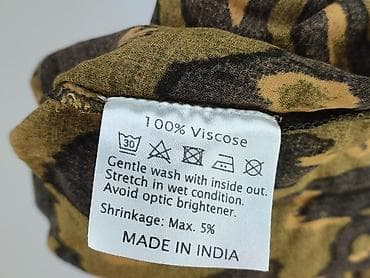 100% Viscose
30
Gentle wash with inside out.
Stretch in wet condition.
Avoid optic brightener.
Shrinkage: Max. 5%
MADE IN INDIA